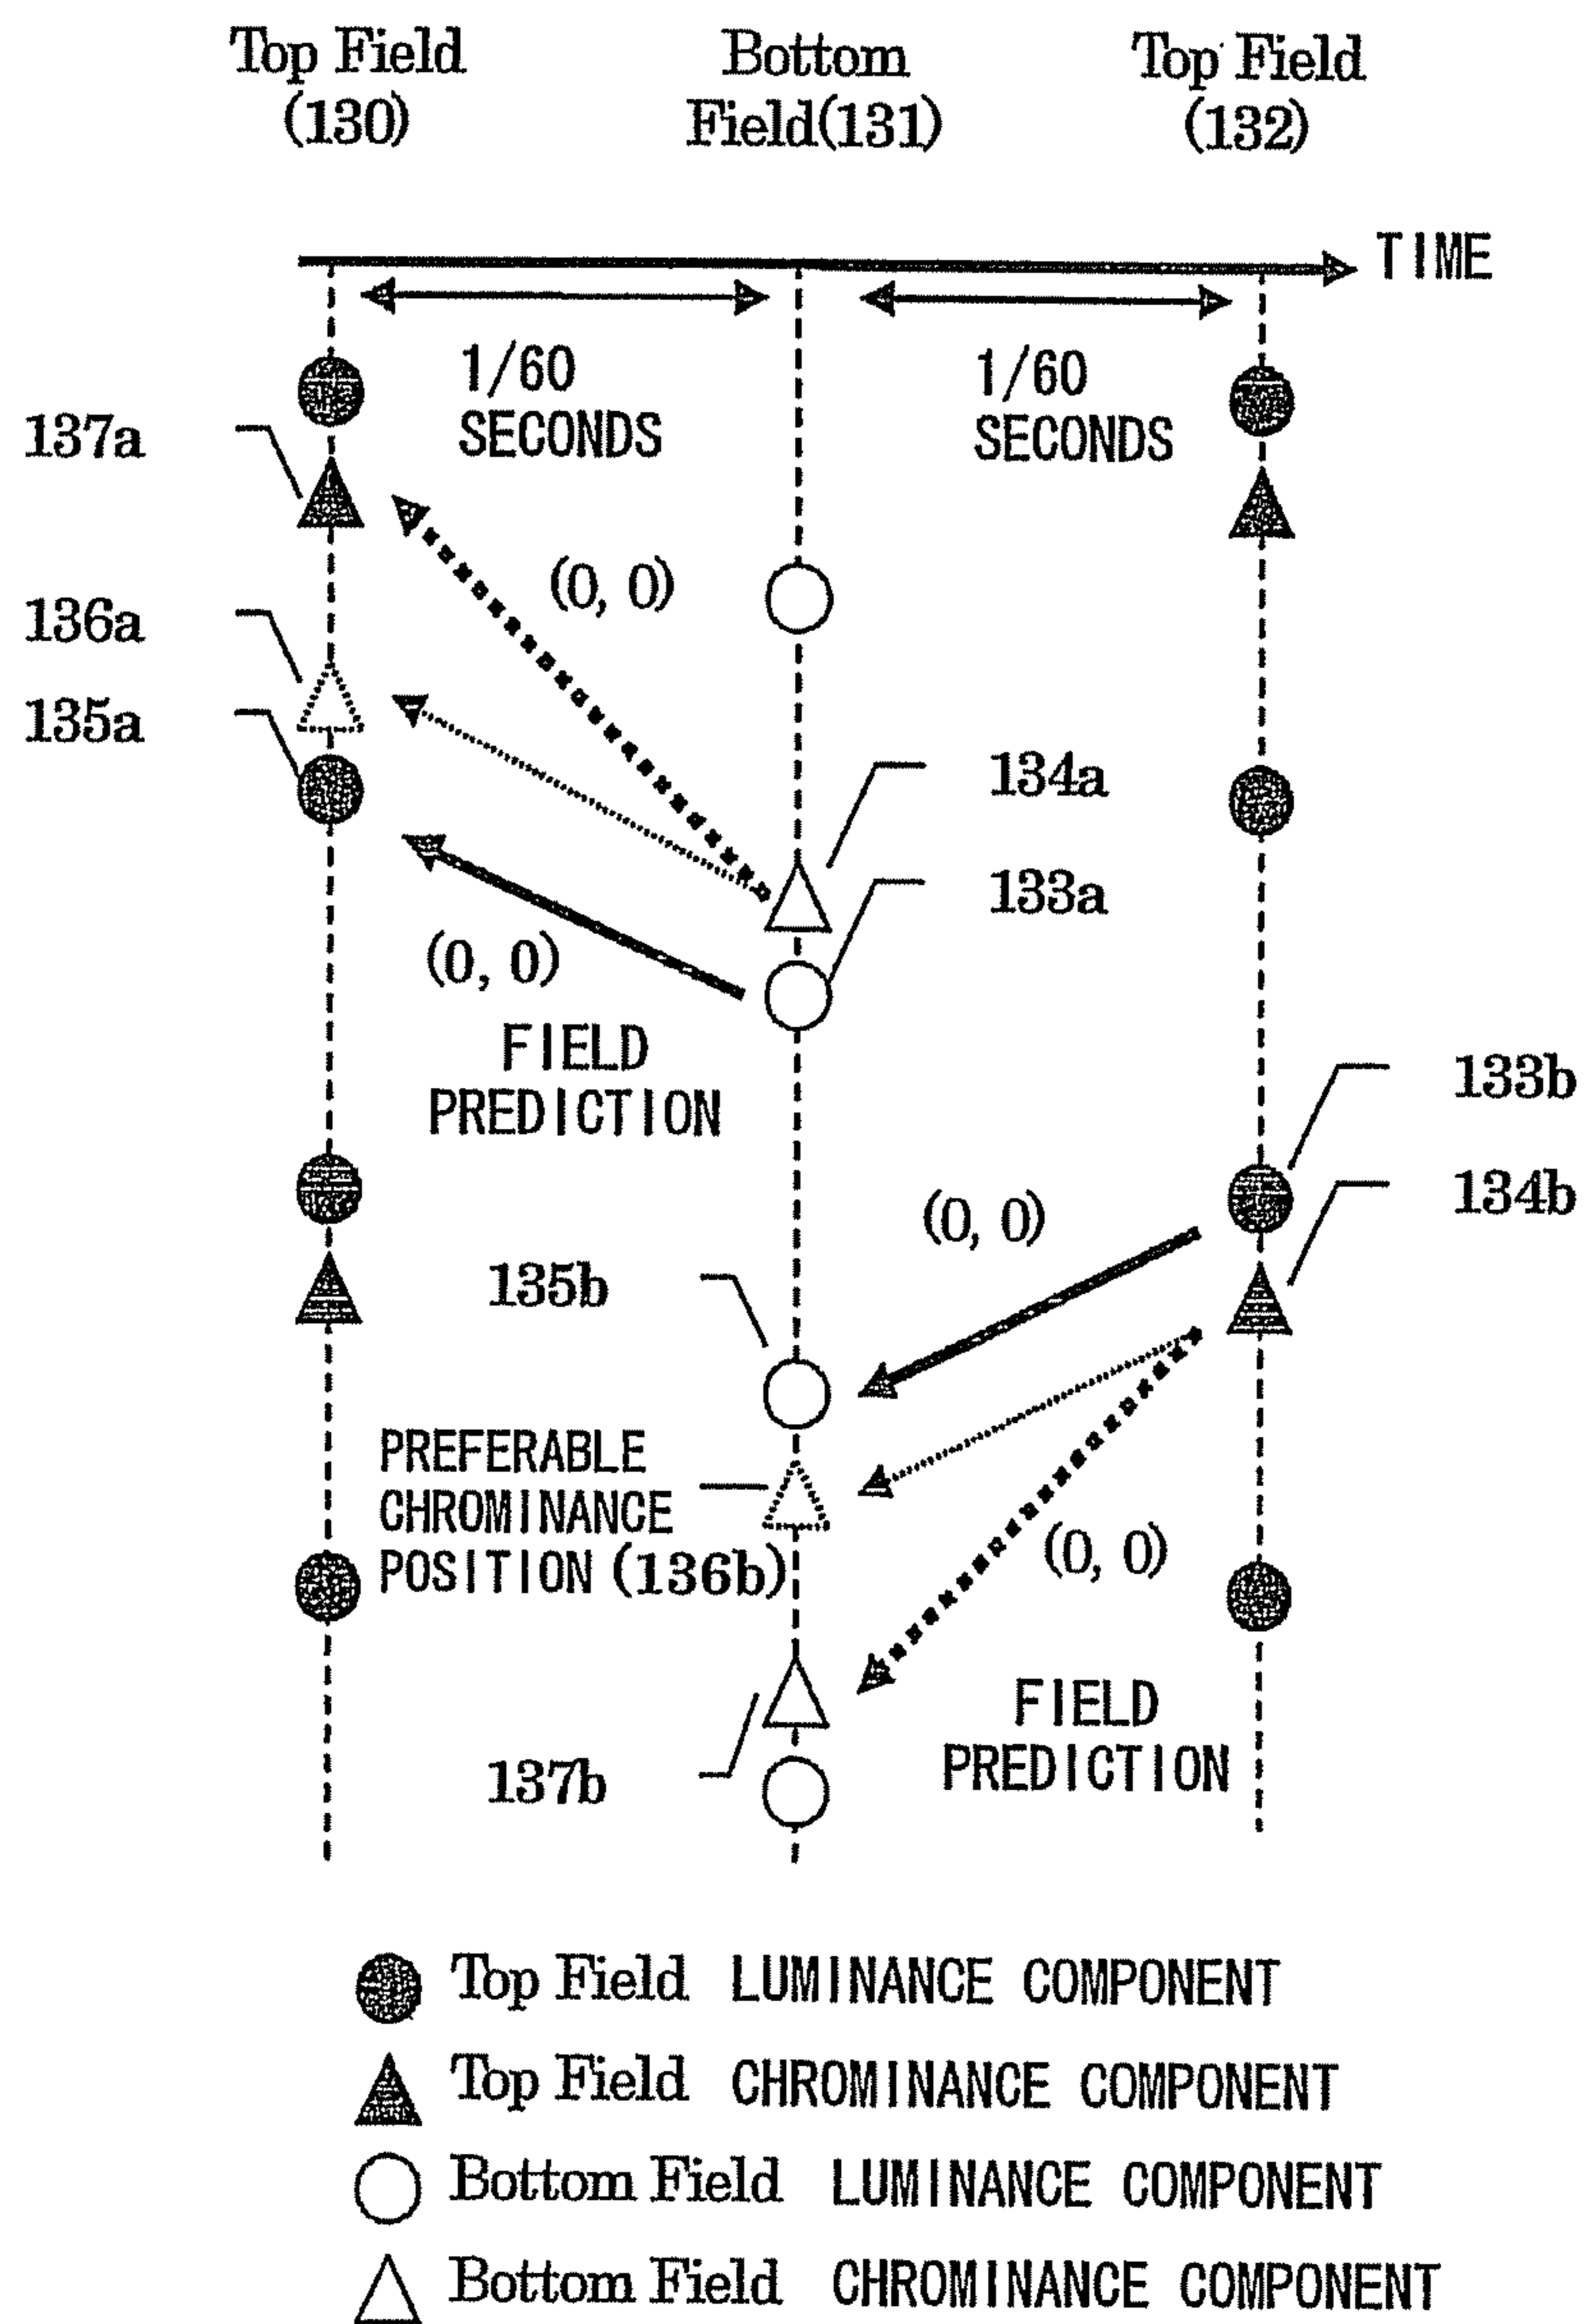 Top Field
(130)
Bottom
Field(131)
Top Field
(132)
TIME
1/60
SECONDS
1/60
SECONDS
137a
(0, 0)
136a
135a
134a
133a
(0, 0)
FIELD
PREDICTION
133b
134b
(0, 0)
135b
PREFERABLE
CHROMINANCE
POSITION (136b)
(0, 0)
FIELD
PREDICTION
137b
Top Field LUMINANCE COMPONENT
Top Field CHROMINANCE COMPONENT
Bottom Field LUMINANCE COMPONENT
Bottom Field CHROMINANCE COMPONENT